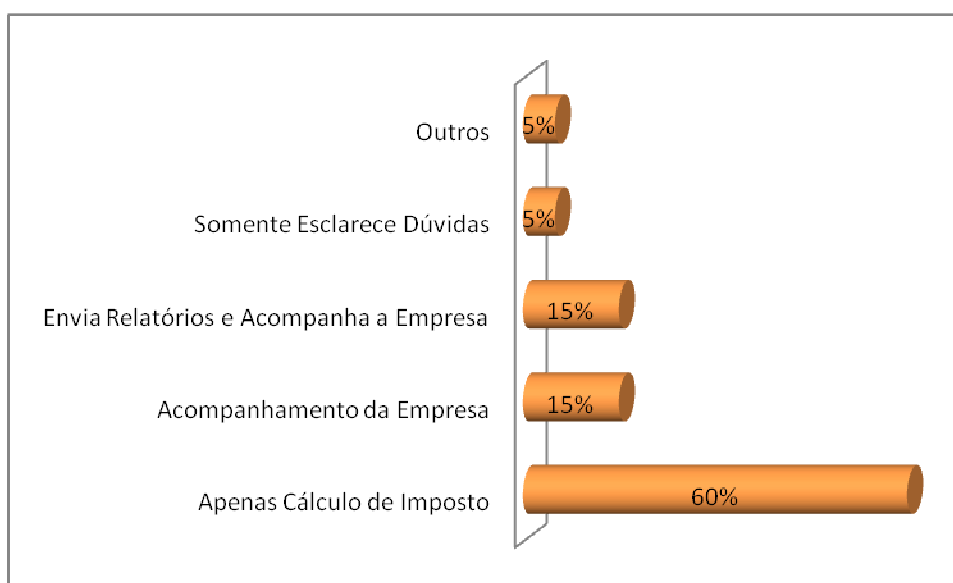 Outros
5%
Somente Esclarece Dúvidas
5%
Envia Relatórios e Acompanha a Empresa
15%
Acompanhamento da Empresa
15%
Apenas Cálculo de Imposto
60%